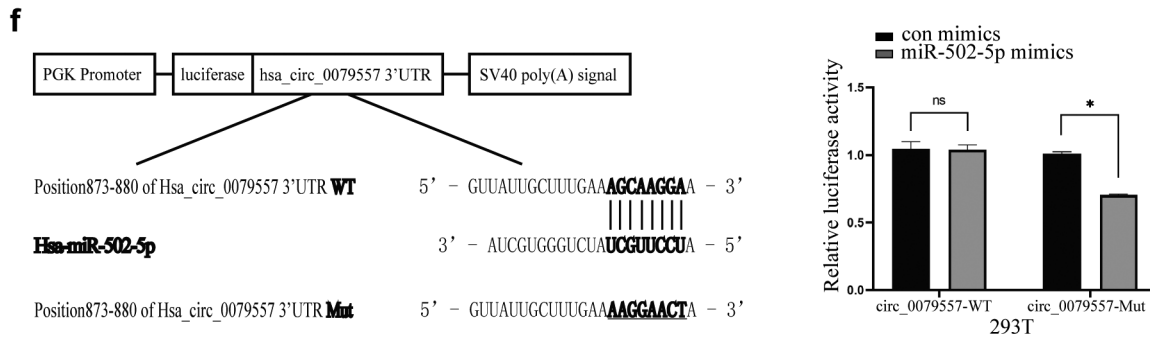 f
PGK Promoter luciferase hsa_circ_0079557 3'UTR SV40 poly(A) signal
Position873-880 of Hsa_circ_0079557 3'UTR WT 5' - GUUAUUGCUUUGAAAGCAAGGAA - 3'
Hsa-miR-502-5p 3' - AUCGUGGGUCUAUCGUUCCUA - 5'
Position873-880 of Hsa_circ_0079557 3'UTR Mut 5' - GUUAUUGCUUUGAAAAGGAACTA - 3'
con mimics
miR-502-5p mimics
Relative luciferase activity
1.5
1.0
0.5
0.0
ns
*
circ_0079557-WT circ_0079557-Mut
293T